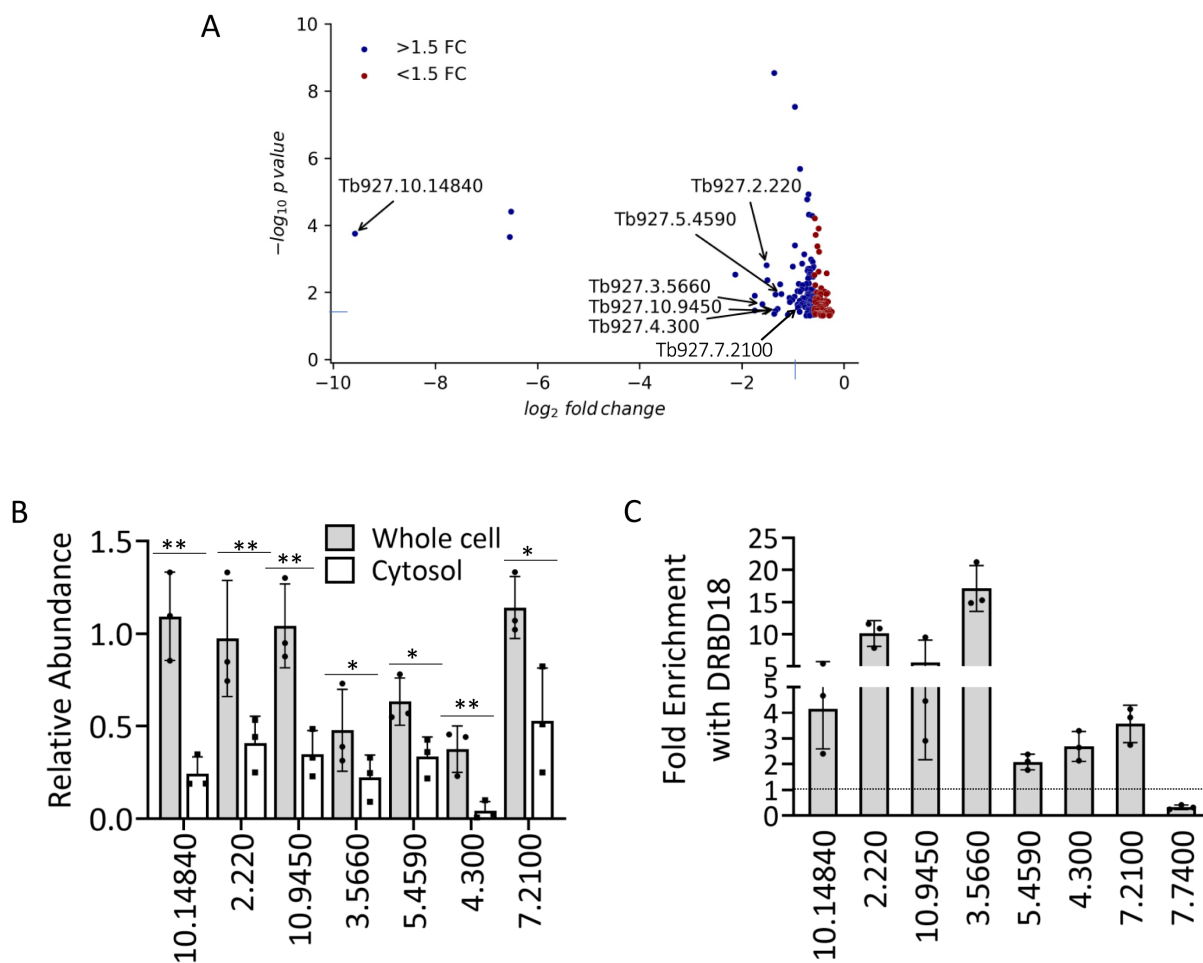 A
10
8
6
4
2
0
−log10 p value
>1.5 FC
<1.5 FC
Tb927.10.14840
Tb927.2.220
Tb927.5.4590
Tb927.3.5660
Tb927.10.9450
Tb927.4.300
Tb927.7.2100
−10
−8
−6
−4
−2
0
log2 fold change
B
Relative Abundance
1.5
1.0
0.5
0.0
Whole cell
Cytosol
**
**
**
*
*
**
*
10.14840
2.220
10.9450
3.5660
5.4590
4.300
7.2100
C
Fold Enrichment
with DRBD18
25
20
15
10
5
5
4
3
2
1
0
10.14840
2.220
10.9450
3.5660
5.4590
4.300
7.2100
7.7400